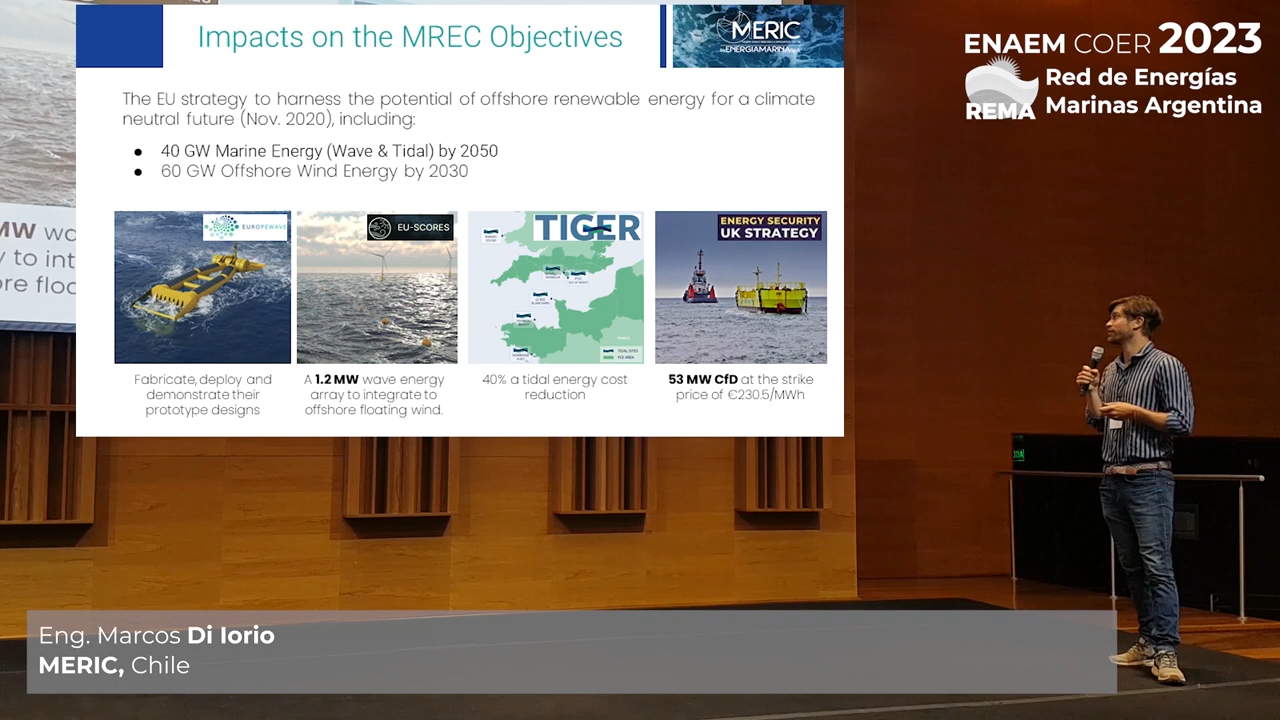 Impacts on the MREC Objectives
MERIC
ENERGIAMARINA
The EU strategy to harness the potential of offshore renewable energy for a climate
neutral future (Nov. 2020), including:
● 40 GW Marine Energy (Wave & Tidal) by 2050
● 60 GW Offshore Wind Energy by 2030
EUROPEWAVE
EU-SCORES
TIGER
ENERGY SECURITY
UK STRATEGY
TIDAL SITES
Fabricate, deploy and
demonstrate their
prototype designs
A 1.2 MW wave energy
array to integrate to
offshore floating wind.
40% a tidal energy cost
reduction
53 MW CfD at the strike
price of €230.5/MWh
MW
to int
ENAEM COER 2023
REMA
Red de Energías
Marinas Argentina
Eng. Marcos Di Iorio
MERIC, Chile